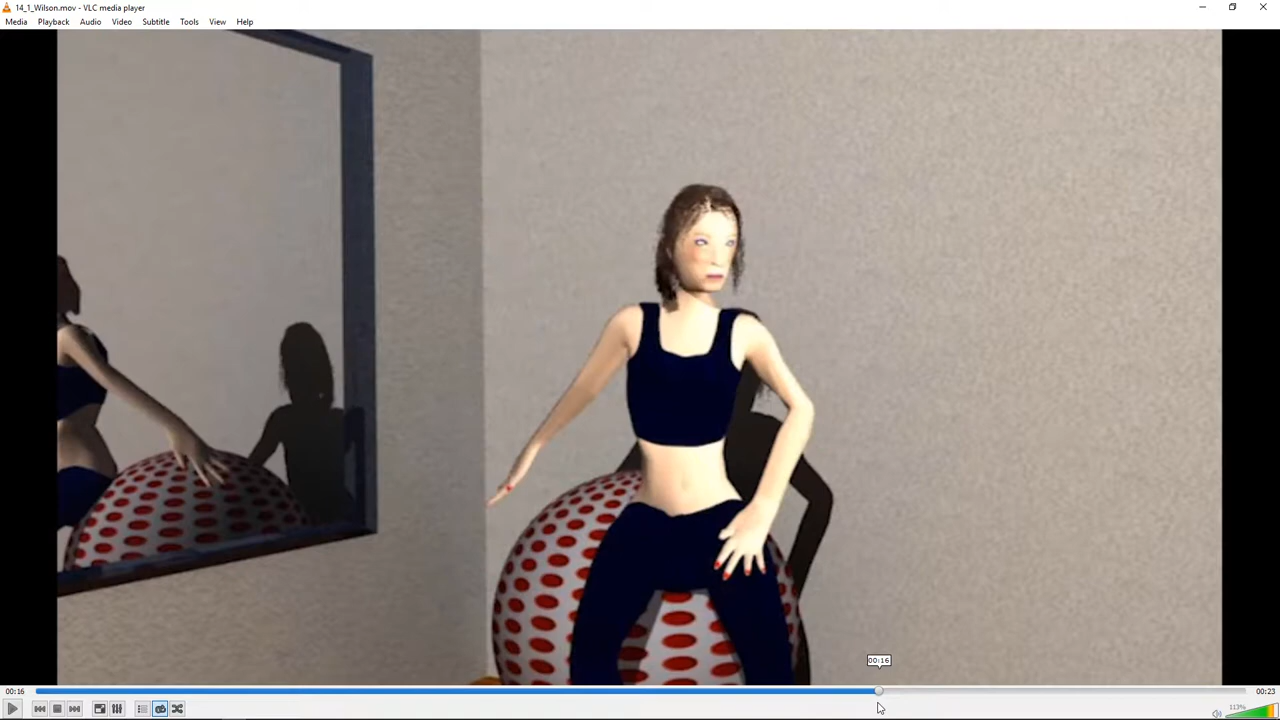 14_1_Wilson.mov - VLC media player
Media Playback Audio Video Subtitle Tools View Help
00:16
00:16 00:23
113%